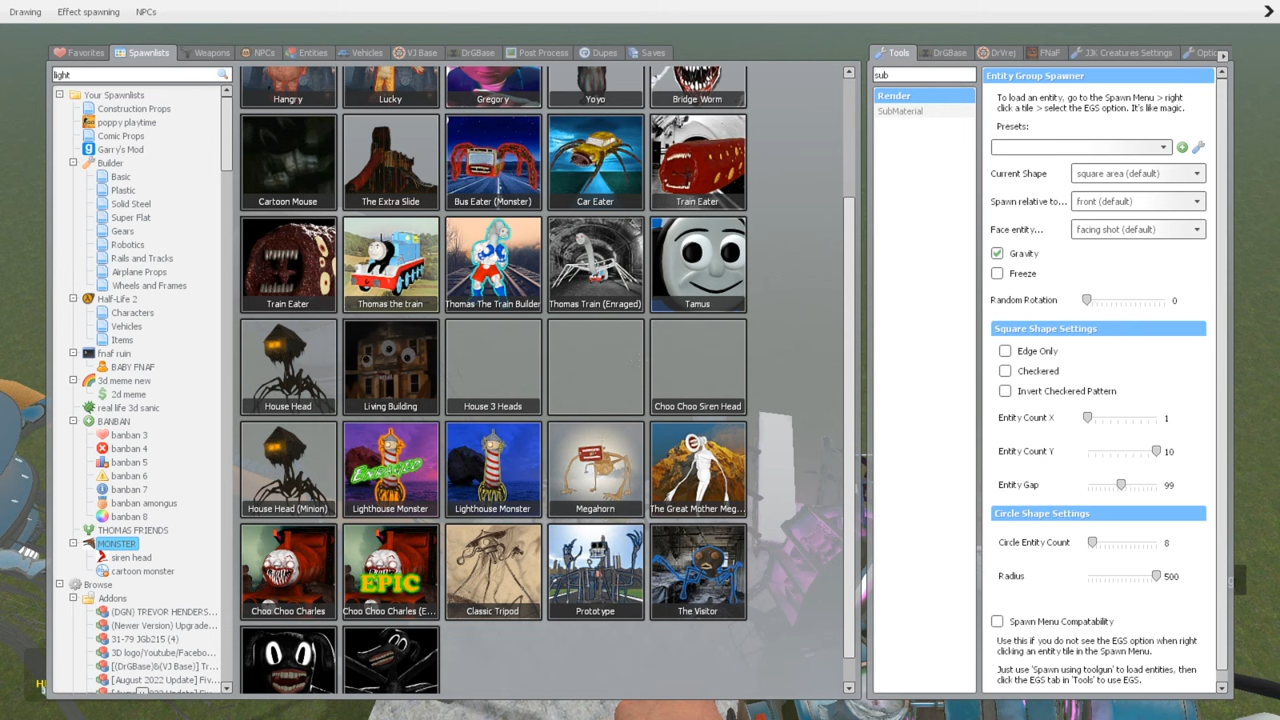 Drawing Effect spawning NPCs
Favorites Spawnlists Weapons NPCs Entities Vehicles VJ Base DrGBase Post Process Dupes Saves
light
Your Spawnlists
Construction Props
poppy playtime
Comic Props
Garry's Mod
Builder
Basic
Plastic
Solid Steel
Super Flat
Gears
Robotics
Rails and Tracks
Airplane Props
Wheels and Frames
Half-Life 2
Characters
Vehicles
Items
fnaf ruin
BABY FNAF
3d meme new
2d meme
real life 3d sanic
BANBAN
banban 3
banban 4
banban 5
banban 6
banban 7
banban amongus
banban 8
THOMAS FRIENDS
MONSTER
siren head
cartoon monster
Browse
Addons
(DGN) TREVOR HENDERS...
(Newer Version) Upgrade...
31-79 JGb215 (4)
3D logo/Youtube/Facebo...
[(DrGBase)&(VJ Base)] Tr...
[August 2022 Update] Fiv...
Hangry Lucky Gregory Yoyo Bridge Worm
Cartoon Mouse The Extra Slide Bus Eater (Monster) Car Eater Train Eater
Train Eater Thomas the train Thomas The Train Builder Thomas Train (Enraged) Tamus
House Head Living Building House 3 Heads Choo Choo Siren Head
House Head (Minion) Lighthouse Monster Lighthouse Monster Megahorn The Great Mother Meg...
EPIC
Choo Choo Charles Choo Choo Charles (E... Classic Tripod Prototype The Visitor
Tools DrGBase DrVrej FNaF JJK Creatures Settings Optio
sub
Render
SubMaterial
Entity Group Spawner
To load an entity, go to the Spawn Menu > right
click a tile > select the EGS option. It's like magic.
Presets:
Current Shape square area (default)
Spawn relative to... front (default)
Face entity... facing shot (default)
Gravity
Freeze
Random Rotation 0
Square Shape Settings
Edge Only
Checkered
Invert Checkered Pattern
Entity Count X 1
Entity Count Y 10
Entity Gap 99
Circle Shape Settings
Circle Entity Count 8
Radius 500
Spawn Menu Compatability
Use this if you do not see the EGS option when right
clicking an entity tile in the Spawn Menu.
Just use 'Spawn using toolgun' to load entities, then
click the EGS tab in 'Tools' to use EGS.